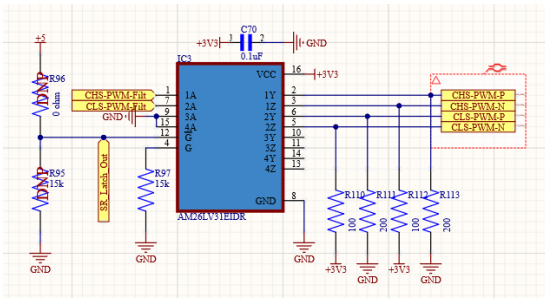 +5
C70
+3V3
1
2
GND
0.1uF
IC3
R96
DNP
0 ohm
VCC
16
+3V3
CHS-PWM-Filt
1
1A
1Y
2
CHS-PWM-P
CLS-PWM-Filt
7
2A
1Z
3
CHS-PWM-N
GND
9
3A
2Y
6
CLS-PWM-P
15
4A
2Z
5
CLS-PWM-N
12
G
3Y
10
4
G
3Z
11
4Y
14
4Z
13
R95
15k
DNP
SR_Latch_Out
R97
15k
GND
8
AM26LV31EIDR
R110
100
R111
200
R112
100
R113
200
GND
GND
GND
+3V3
GND
+3V3
GND